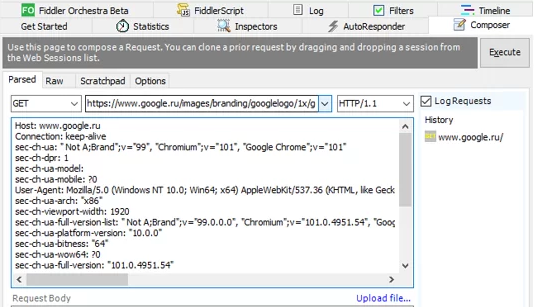 Fiddler Orchestra Beta FiddlerScript Log Filters Timeline
Get Started Statistics Inspectors AutoResponder Composer
Use this page to compose a Request. You can clone a prior request by dragging and dropping a session from
the Web Sessions list.
Execute
Parsed Raw Scratchpad Options
GET https://www.google.ru/images/branding/googlelogo/1x/g HTTP/1.1
Log Requests
History
www.google.ru/
Host: www.google.ru
Connection: keep-alive
sec-ch-ua: " Not A;Brand";v="99", "Chromium";v="101", "Google Chrome";v="101"
sec-ch-dpr: 1
sec-ch-ua-model:
sec-ch-ua-mobile: ?0
User-Agent: Mozilla/5.0 (Windows NT 10.0; Win64; x64) AppleWebKit/537.36 (KHTML, like Geck
sec-ch-ua-arch: "x86"
sec-ch-viewport-width: 1920
sec-ch-ua-full-version-list: " Not A;Brand";v="99.0.0.0", "Chromium";v="101.0.4951.54", "Goog
sec-ch-ua-platform-version: "10.0.0"
sec-ch-ua-bitness: "64"
sec-ch-ua-wow64: ?0
sec-ch-ua-full-version: "101.0.4951.54"
Request Body Upload file...